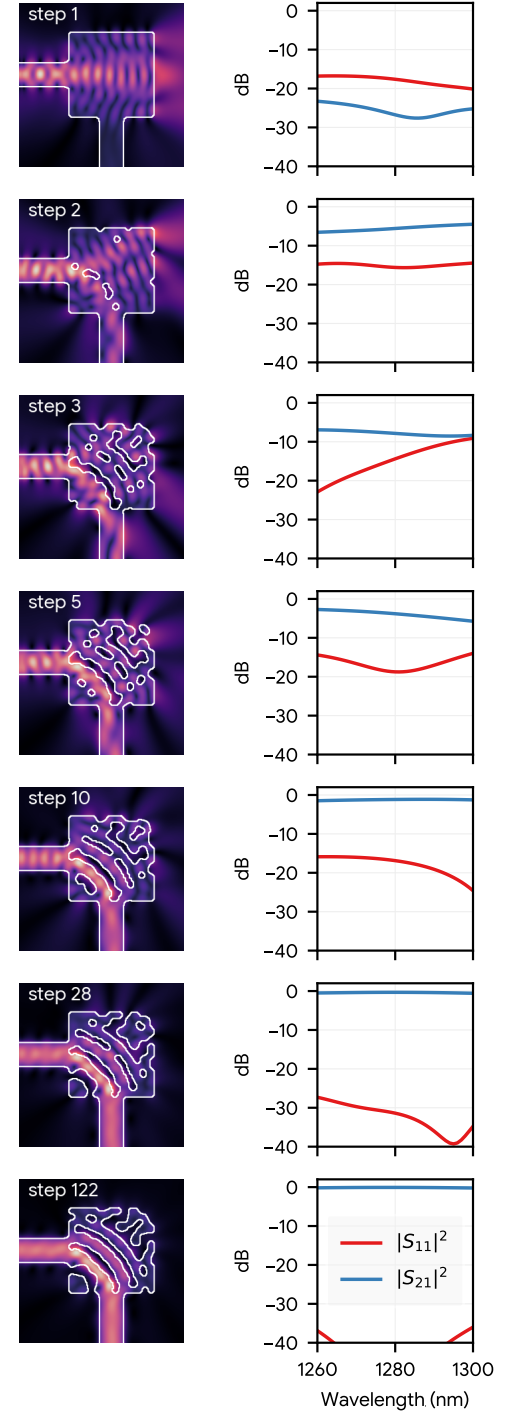 step 1
dB
0
−10
−20
−30
−40
step 2
dB
0
−10
−20
−30
−40
step 3
dB
0
−10
−20
−30
−40
step 5
dB
0
−10
−20
−30
−40
step 10
dB
0
−10
−20
−30
−40
step 28
dB
0
−10
−20
−30
−40
step 122
dB
0
−10
−20
−30
−40
|S₁₁|²
|S₂₁|²
1260 1280 1300
Wavelength (nm)